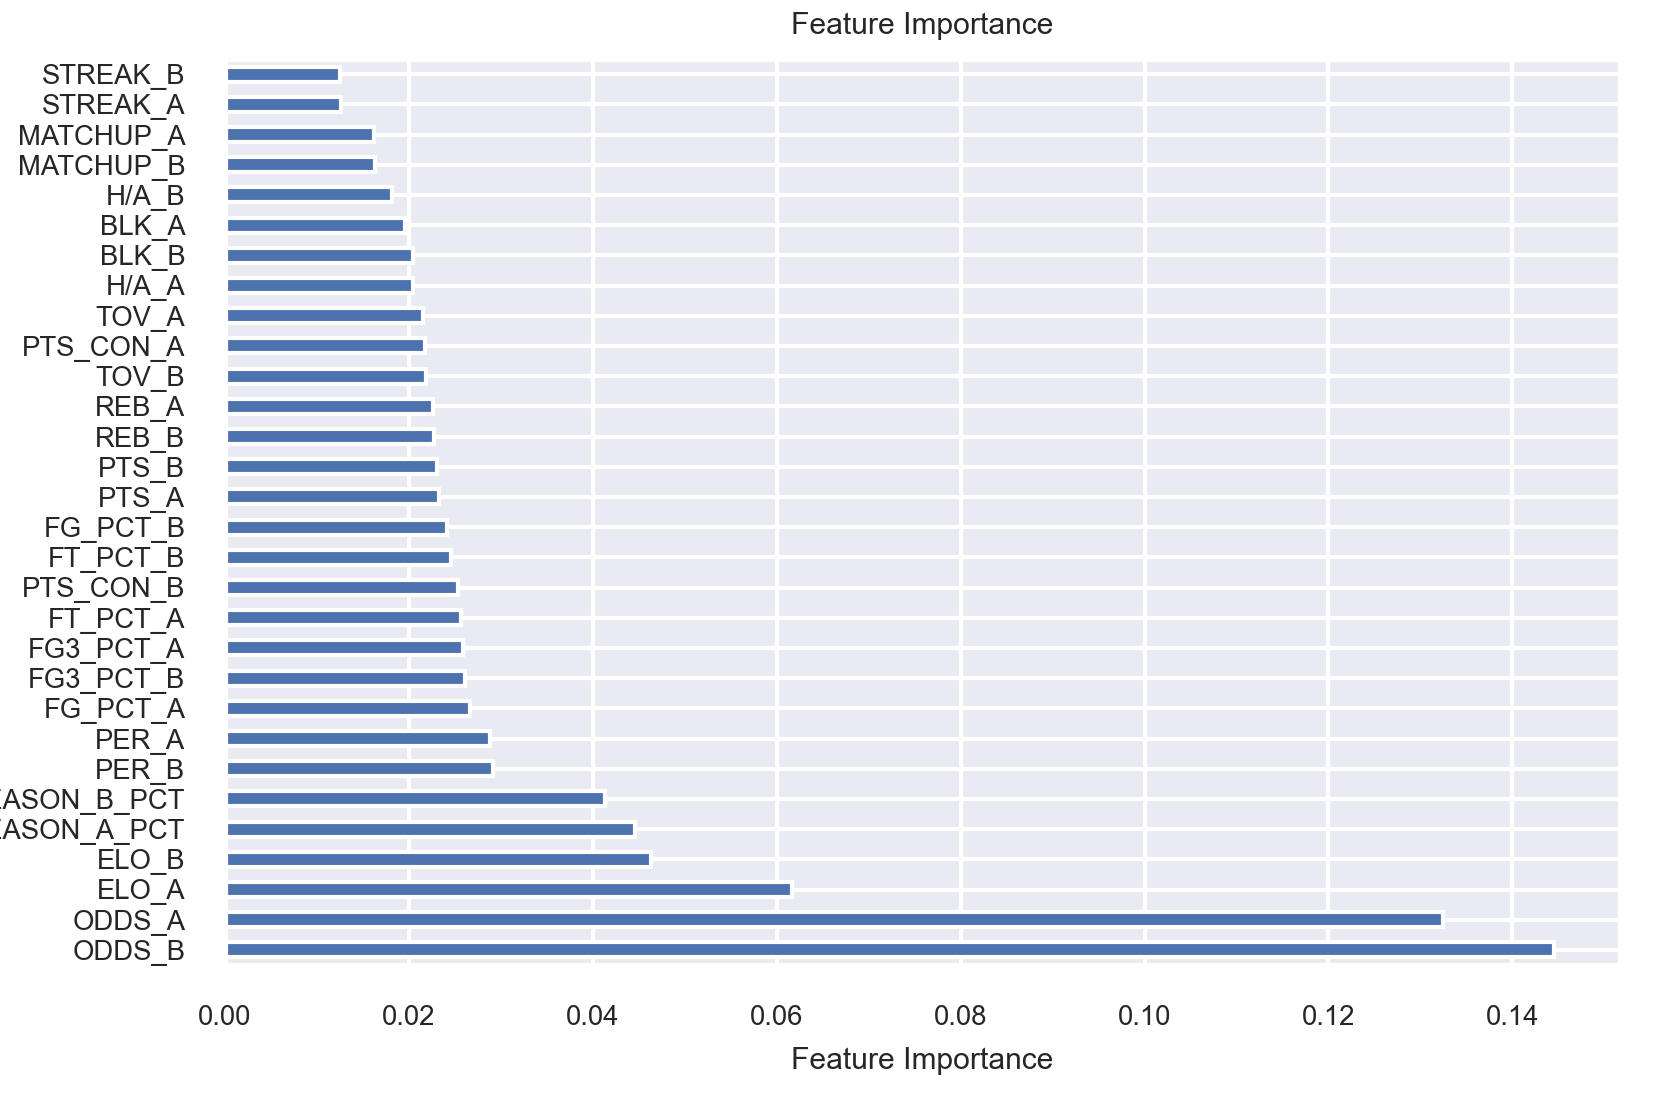 Feature Importance
STREAK_B
STREAK_A
MATCHUP_A
MATCHUP_B
H/A_B
BLK_A
BLK_B
H/A_A
TOV_A
PTS_CON_A
TOV_B
REB_A
REB_B
PTS_B
PTS_A
FG_PCT_B
FT_PCT_B
PTS_CON_B
FT_PCT_A
FG3_PCT_A
FG3_PCT_B
FG_PCT_A
PER_A
PER_B
EASON_B_PCT
EASON_A_PCT
ELO_B
ELO_A
ODDS_A
ODDS_B
0.00 0.02 0.04 0.06 0.08 0.10 0.12 0.14
Feature Importance